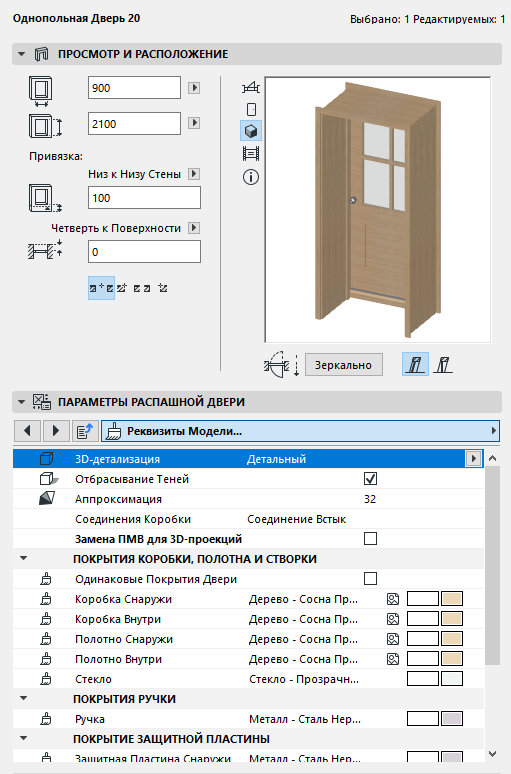 Однопольная Дверь 20
Выбрано: 1 Редактируемых: 1
ПРОСМОТР И РАСПОЛОЖЕНИЕ
900
2100
Привязка:
Низ к Низу Стены
100
Четверть к Поверхности
0
Зеркально
ПАРАМЕТРЫ РАСПАШНОЙ ДВЕРИ
Реквизиты Модели...
3D-детализация Детальный
Отбрасывание Теней
Аппроксимация 32
Соединения Коробки Соединение Встык
Замена ПМВ для 3D-проекций
ПОКРЫТИЯ КОРОБКИ, ПОЛОТНА И СТВОРКИ
Одинаковые Покрытия Двери
Коробка Снаружи Дерево - Сосна Пр...
Коробка Внутри Дерево - Сосна Пр...
Полотно Снаружи Дерево - Сосна Пр...
Полотно Внутри Дерево - Сосна Пр...
Стекло Стекло - Прозрачн...
ПОКРЫТИЯ РУЧКИ
Ручка Металл - Сталь Нер...
ПОКРЫТИЕ ЗАЩИТНОЙ ПЛАСТИНЫ
Защитная Пластина Снаружи Металл - Сталь Нер...